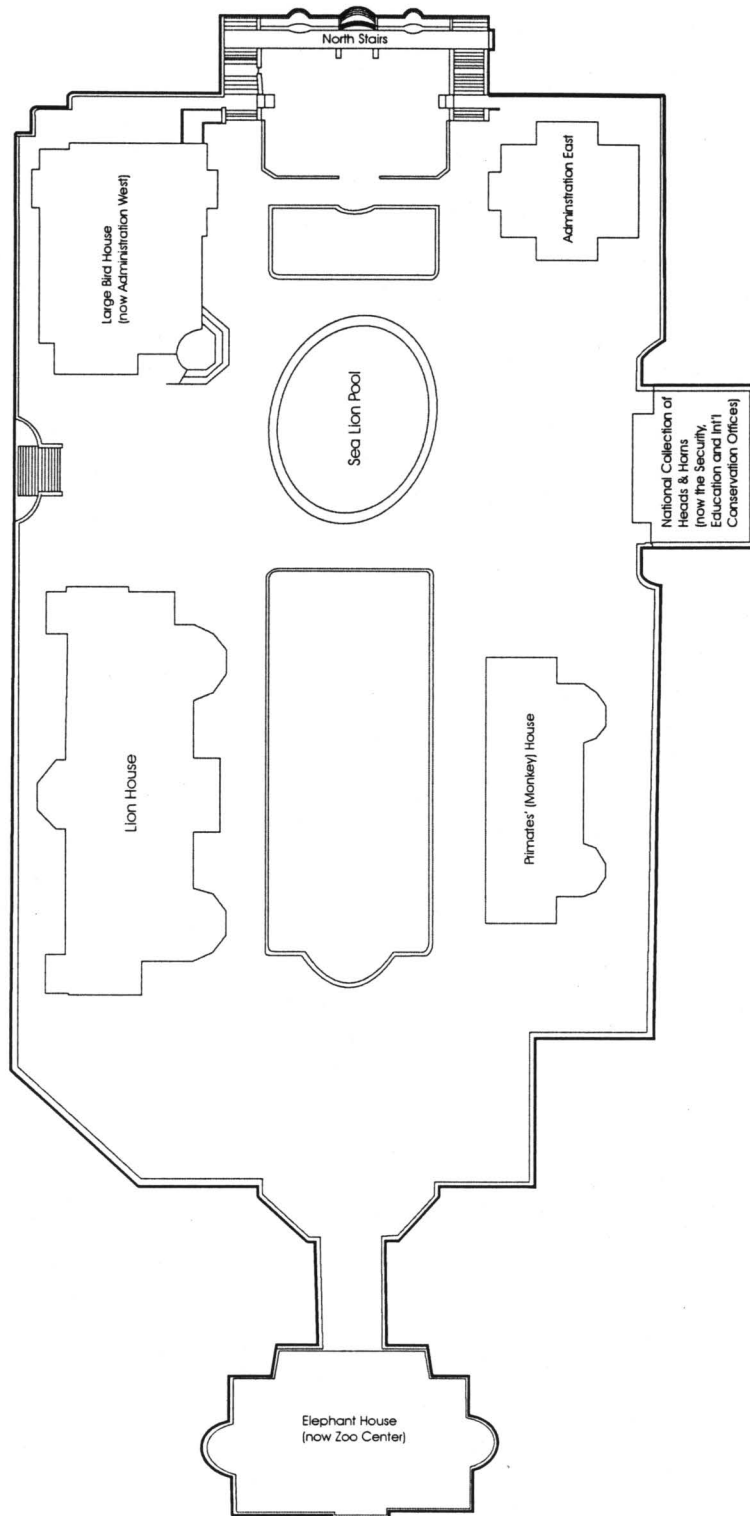 North Stairs
Large Bird House
(now Administration West)
Adminstration East
Sea Lion Pool
National Collection of
Heads & Horns
(now the Security,
Education and Int'l
Conservation Offices)
Lion House
Primates' (Monkey) House
Elephant House
(now Zoo Center)